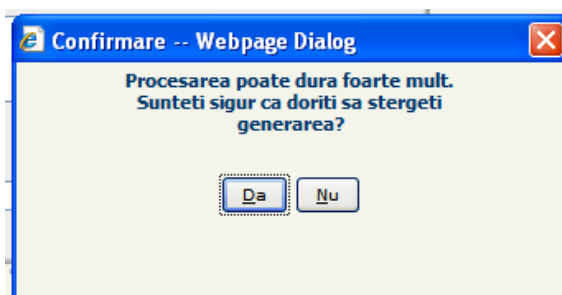 Confirmare -- Webpage Dialog
Procesarea poate dura foarte mult.
Sunteti sigur ca doriti sa stergeti
generarea?
Da Nu